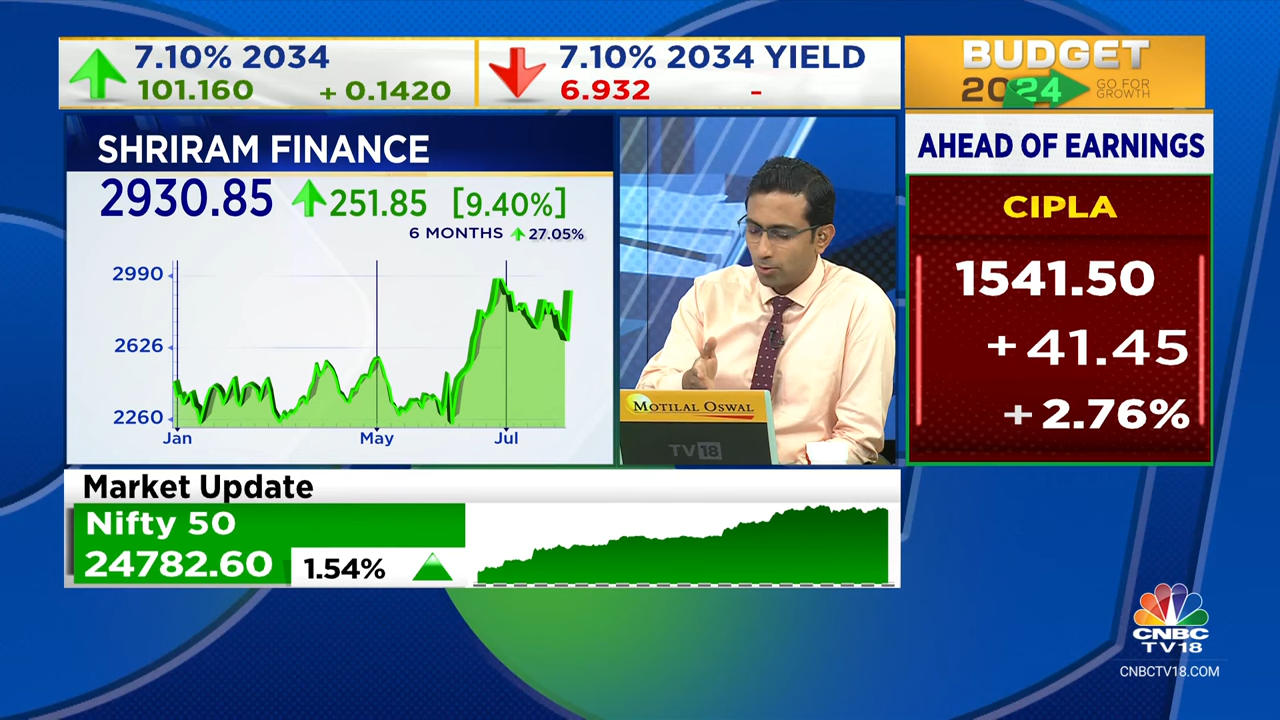 7.10% 2034
101.160 + 0.1420
7.10% 2034 YIELD
6.932 -
BUDGET
2024
GO FOR
GROWTH
SHRIRAM FINANCE
2930.85 251.85 [9.40%]
6 MONTHS 27.05%
2990
2626
2260
Jan May Jul
MOTILAL OSWAL
TV18
AHEAD OF EARNINGS
CIPLA
1541.50
+ 41.45
+ 2.76%
Market Update
Nifty 50
24782.60 1.54%
CNBC
TV18
CNBCTV18.COM